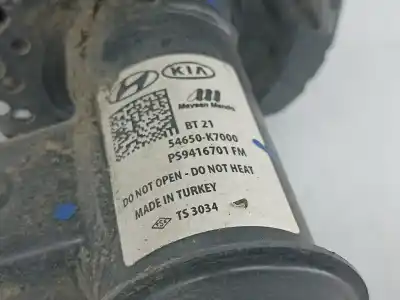 KIA
Maysan Mando
BT 21
54650-K7000
PS9416701 FM
DO NOT OPEN - DO NOT HEAT
MADE IN TURKEY
TS 3034